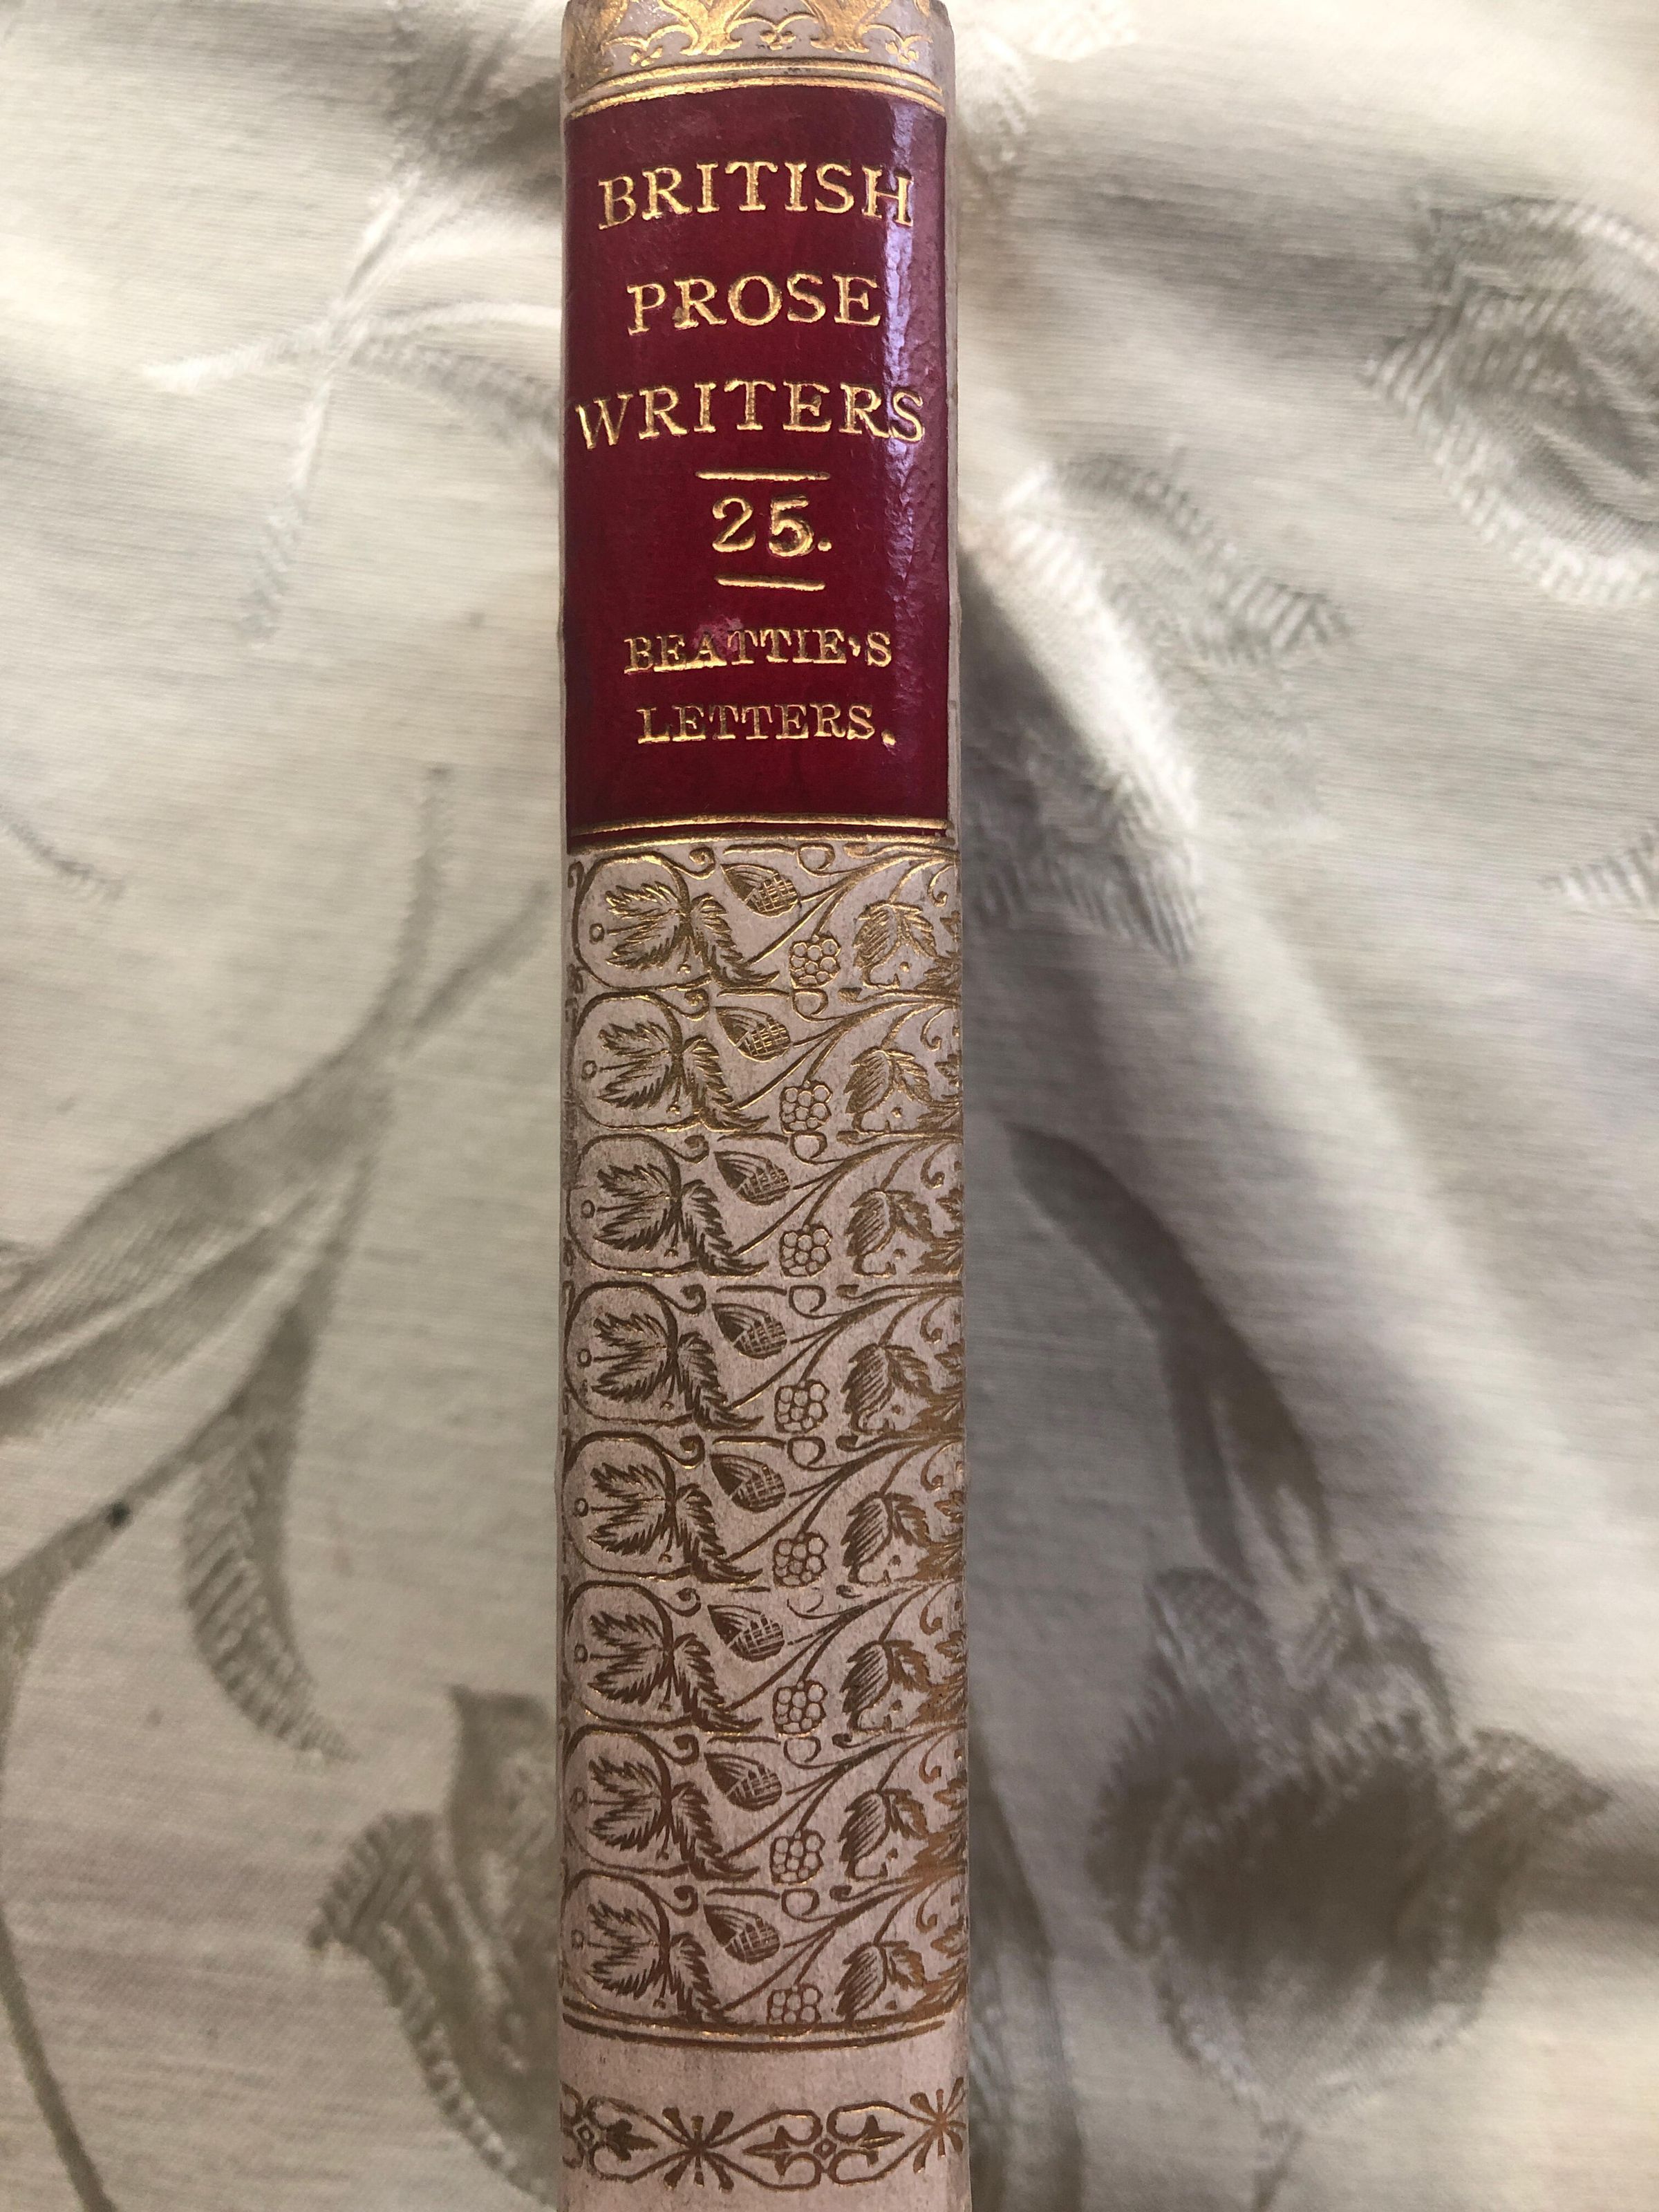 BRITISH
PROSE
WRITERS
25.
BEATTIE'S
LETTERS.